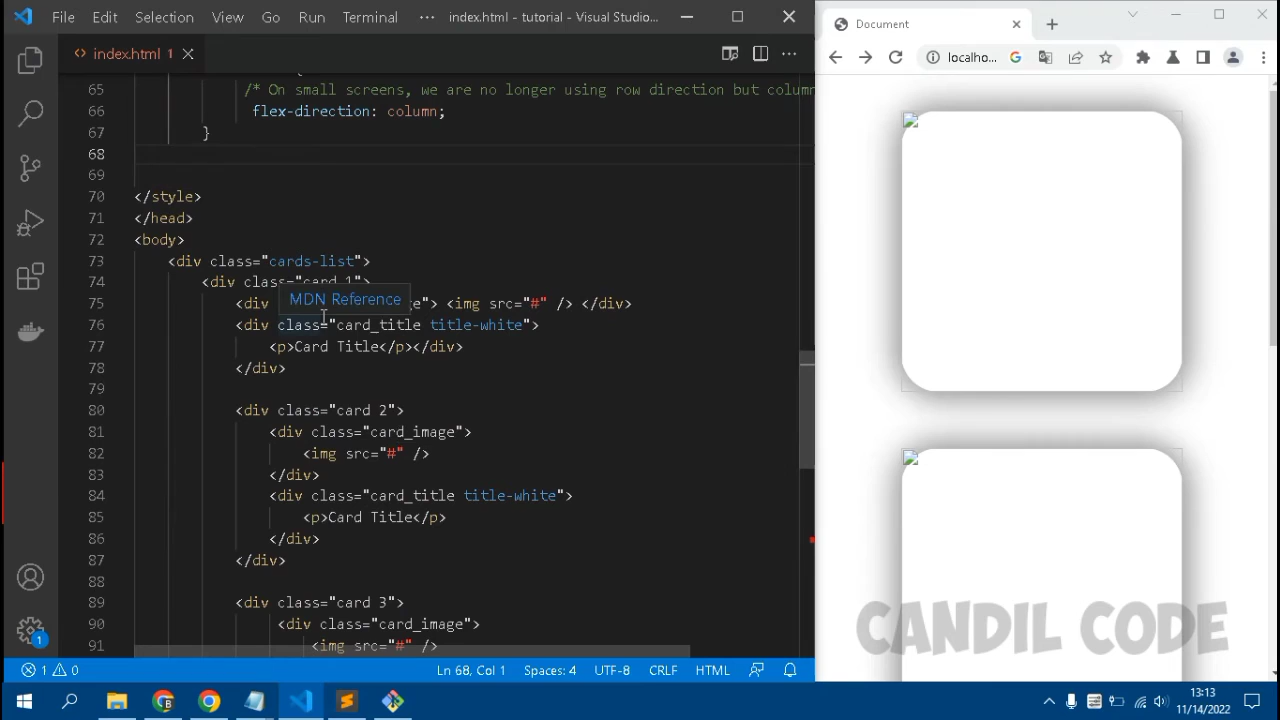 File Edit Selection View Go Run Terminal ··· index.html - tutorial - Visual Studio...
index.html 1
65 /* On small screens, we are no longer using row direction but colum
66 flex-direction: column;
67 }
68
69
70 </style>
71 </head>
72 <body>
73 <div class="cards-list">
74 <div class="card 1">
MDN Reference
75 <div e"> <img src="#" /> </div>
76 <div class="card_title title-white">
77 <p>Card Title</p></div>
78 </div>
79
80 <div class="card 2">
81 <div class="card_image">
82 <img src="#" />
83 </div>
84 <div class="card_title title-white">
85 <p>Card Title</p>
86 </div>
87 </div>
88
89 <div class="card 3">
90 <div class="card_image">
91 <img src="#" />
1 0 Ln 68, Col 1 Spaces: 4 UTF-8 CRLF HTML
1
Document
localho...
CANDIL CODE
13:13
11/14/2022